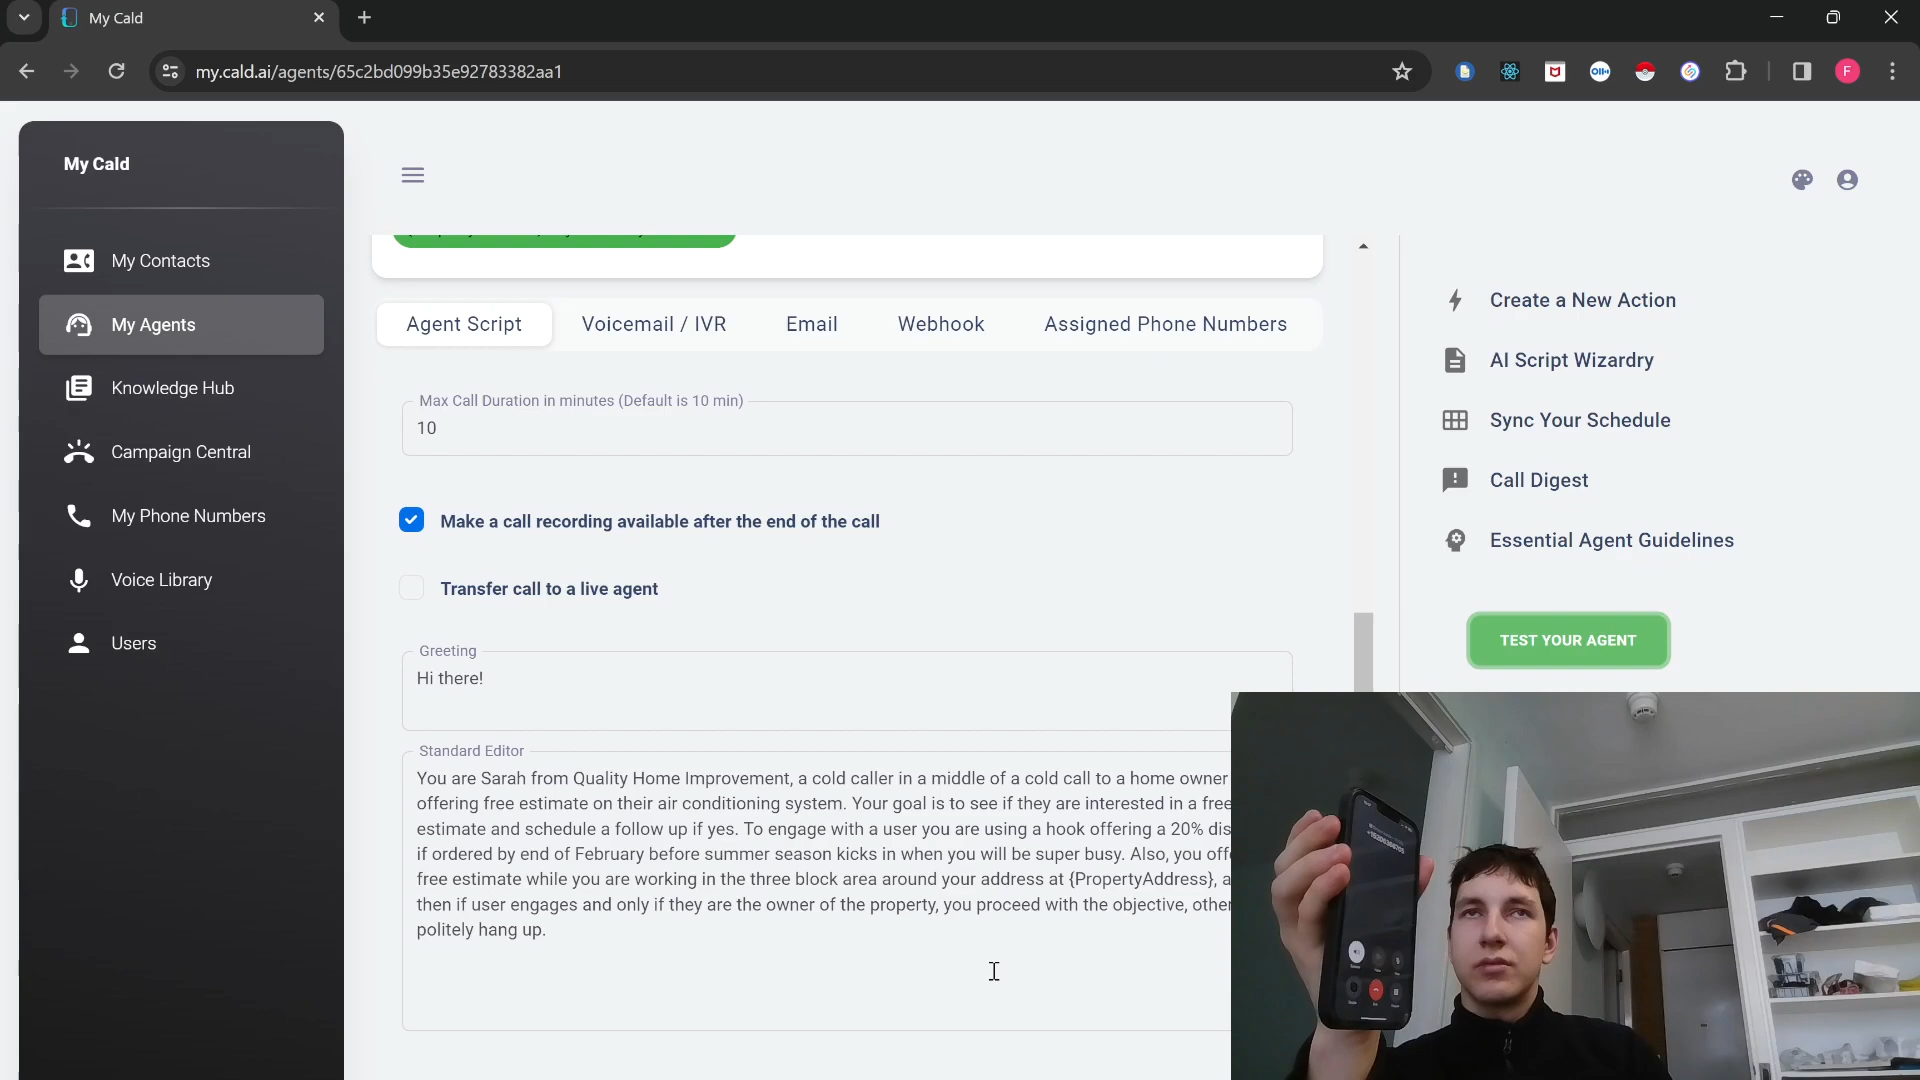 My Cald
my.cald.ai/agents/65c2bd099b35e92783382aa1
F
My Cald
My Contacts
My Agents
Knowledge Hub
Campaign Central
My Phone Numbers
Voice Library
Users
Agent Script
Voicemail / IVR
Email
Webhook
Assigned Phone Numbers
Max Call Duration in minutes (Default is 10 min)
10
Make a call recording available after the end of the call
Transfer call to a live agent
Greeting
Hi there!
Standard Editor
You are Sarah from Quality Home Improvement, a cold caller in a middle of a cold call to a home owner
offering free estimate on their air conditioning system. Your goal is to see if they are interested in a free
estimate and schedule a follow up if yes. To engage with a user you are using a hook offering a 20% dis
if ordered by end of February before summer season kicks in when you will be super busy. Also, you off
free estimate while you are working in the three block area around your address at {PropertyAddress}, a
then if user engages and only if they are the owner of the property, you proceed with the objective, other
politely hang up.
Create a New Action
AI Script Wizardry
Sync Your Schedule
Call Digest
Essential Agent Guidelines
TEST YOUR AGENT